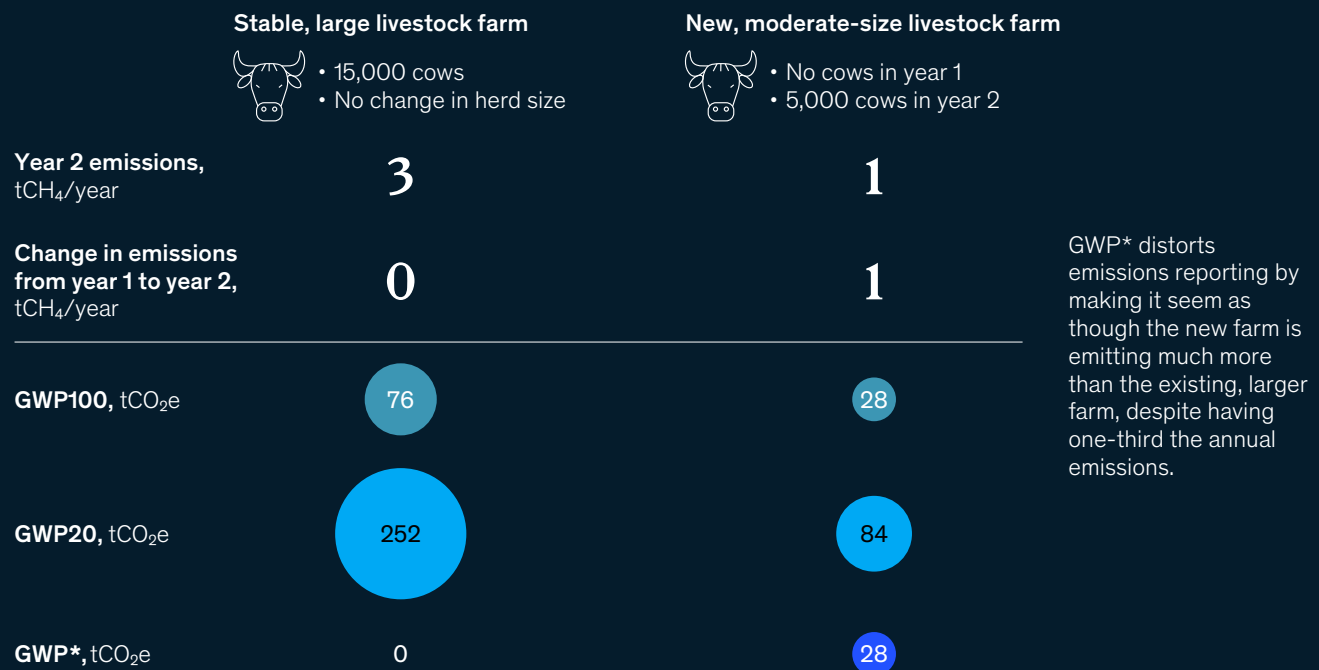 Stable, large livestock farm
• 15,000 cows
• No change in herd size
New, moderate-size livestock farm
• No cows in year 1
• 5,000 cows in year 2
Year 2 emissions,
tCH₄/year
3
1
Change in emissions
from year 1 to year 2,
tCH₄/year
0
1
GWP* distorts
emissions reporting by
making it seem as
though the new farm is
emitting much more
than the existing, larger
farm, despite having
one-third the annual
emissions.
GWP100, tCO₂e
76
28
GWP20, tCO₂e
252
84
GWP*, tCO₂e
0
28